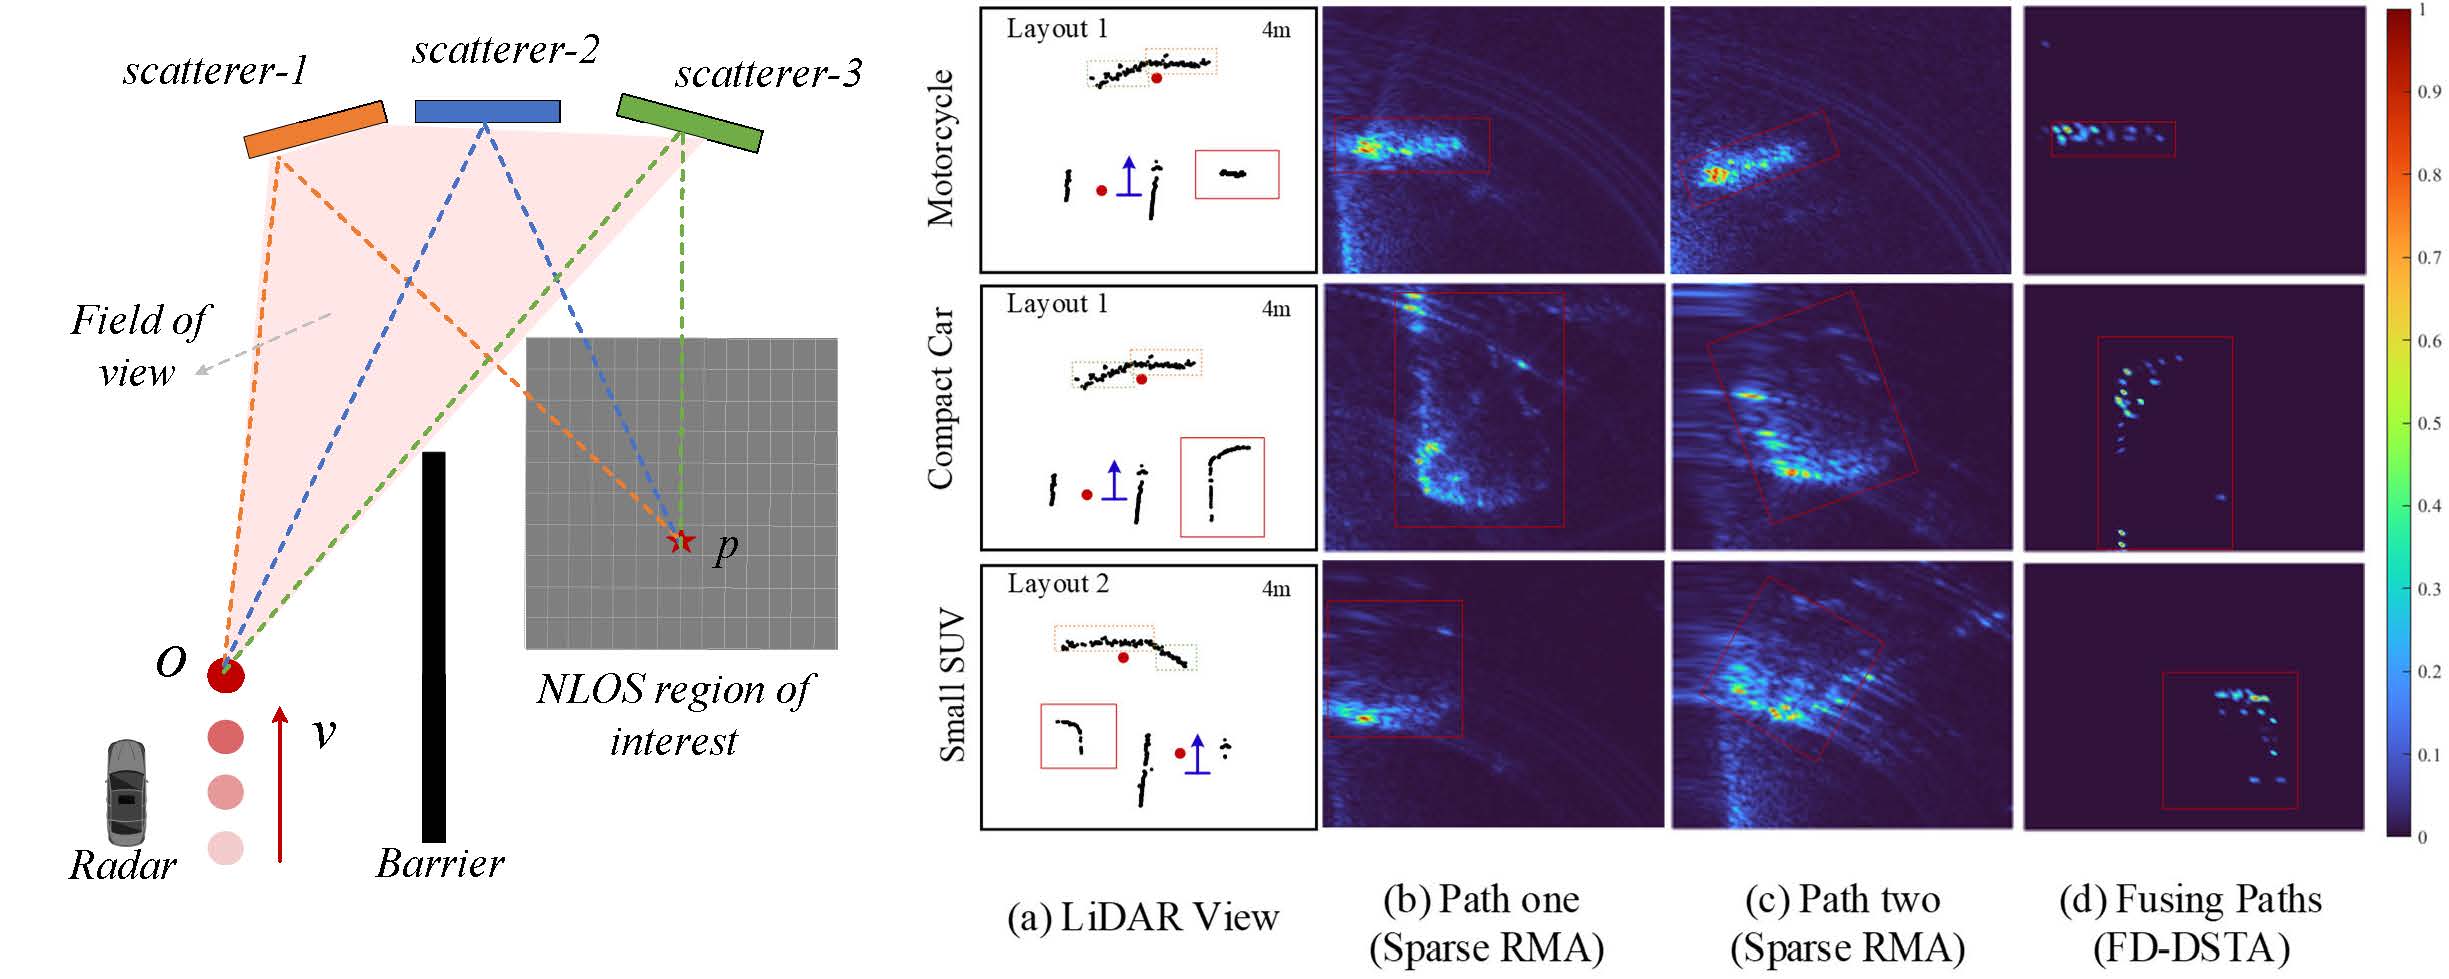 scatterer-1
scatterer-2
scatterer-3
Field of
view
O
v
p
NLOS region of
interest
Radar
Barrier
Motorcycle
Layout 1
4m
Compact Car
Layout 1
4m
Small SUV
Layout 2
4m
1
0.9
0.8
0.7
0.6
0.5
0.4
0.3
0.2
0.1
0
(a) LiDAR View
(b) Path one
(Sparse RMA)
(c) Path two
(Sparse RMA)
(d) Fusing Paths
(FD-DSTA)